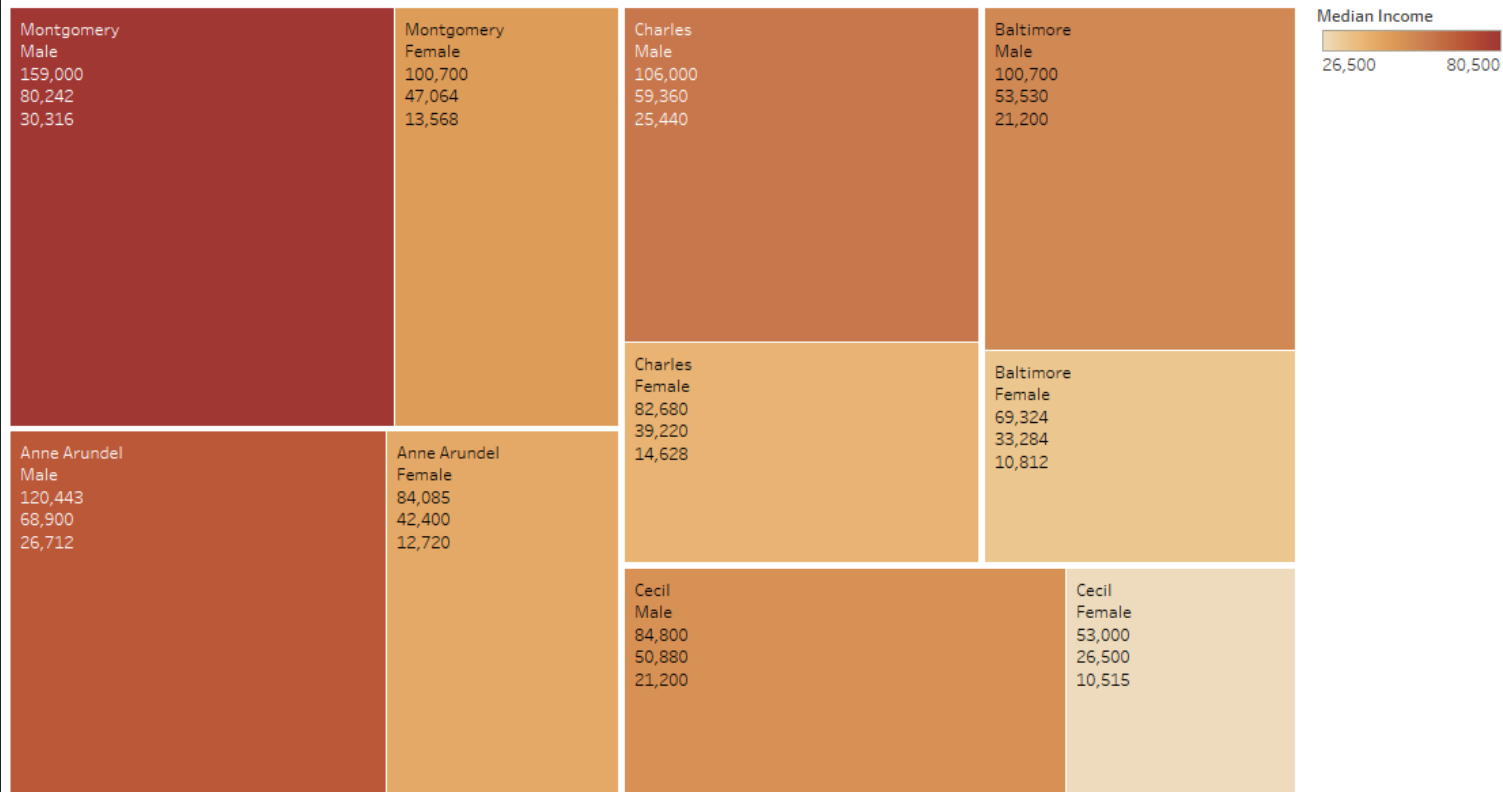 Montgomery
Male
159,000
80,242
30,316
Montgomery
Female
100,700
47,064
13,568
Charles
Male
106,000
59,360
25,440
Baltimore
Male
100,700
53,530
21,200
Median Income
26,500 80,500
Charles
Female
82,680
39,220
14,628
Baltimore
Female
69,324
33,284
10,812
Anne Arundel
Male
120,443
68,900
26,712
Anne Arundel
Female
84,085
42,400
12,720
Cecil
Male
84,800
50,880
21,200
Cecil
Female
53,000
26,500
10,515